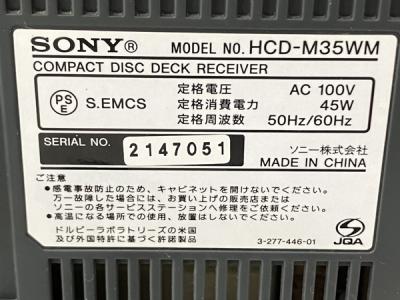 SONY® MODEL NO. HCD-M35WM
COMPACT DISC DECK RECEIVER
PSE S.EMCS
定格電圧 AC 100V
定格消費電力 45W
定格周波数 50Hz/60Hz
SERIAL NO. 2147051
ソニー株式会社
MADE IN CHINA
ご注意
●感電事故防止のため、キャビネットを開けないでください。
万一故障した場合には、お買い上げの販売店または
ソニーの各サービスステーションへ修理をご依頼ください。
●高温になる場所での使用、設置はおやめください。
ドルビーラボラトリーズの米国
及び外国特許に基づく許諾製品
3-277-446-01
JQA